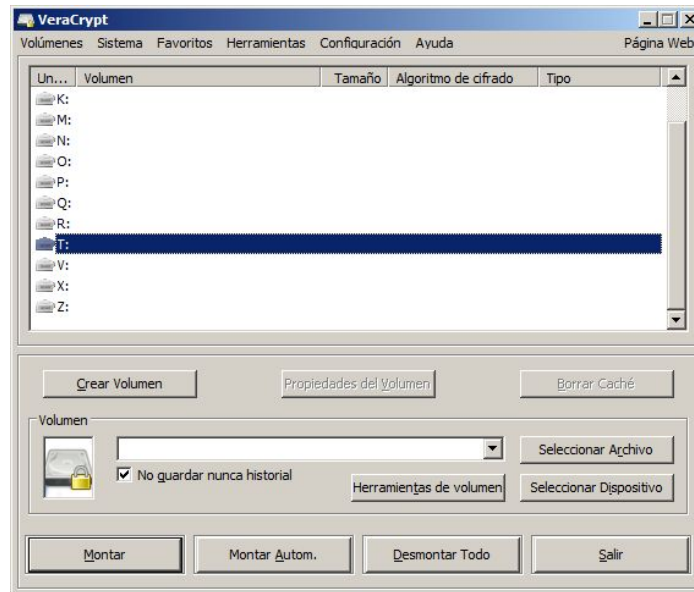 VeraCrypt
Volúmenes Sistema Favoritos Herramientas Configuración Ayuda Página Web
Un... Volumen Tamaño Algoritmo de cifrado Tipo
K:
M:
N:
O:
P:
Q:
R:
T:
V:
X:
Z:
Crear Volumen Propiedades del Volumen Borrar Caché
Volumen
Seleccionar Archivo
No guardar nunca historial
Herramientas de volumen Seleccionar Dispositivo
Montar Montar Autom. Desmontar Todo Salir